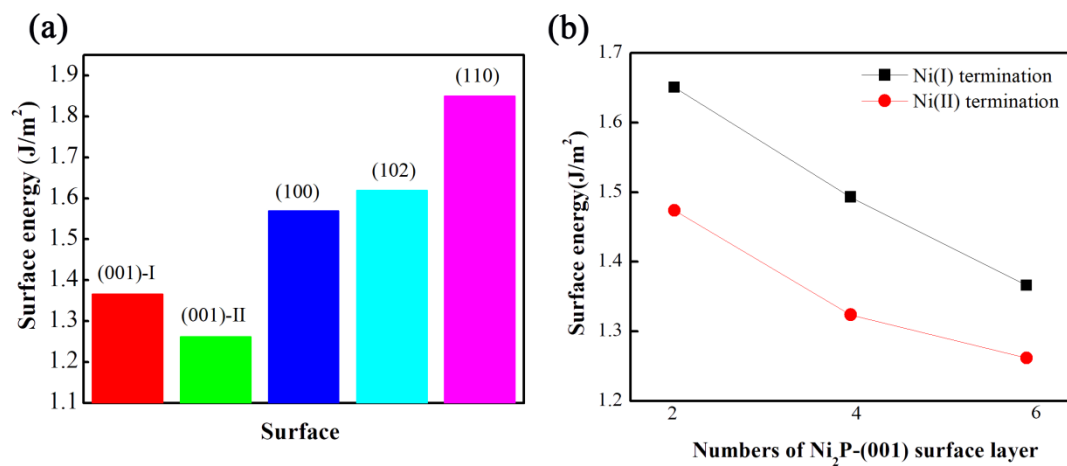 (a)
Surface energy (J/m²)
1.9
1.8
1.7
1.6
1.5
1.4
1.3
1.2
1.1
(001)-I
(001)-II
(100)
(102)
(110)
Surface
(b)
Surface energy(J/m²)
1.7
1.6
1.5
1.4
1.3
1.2
Ni(I) termination
Ni(II) termination
2
4
6
Numbers of Ni₂P-(001) surface layer